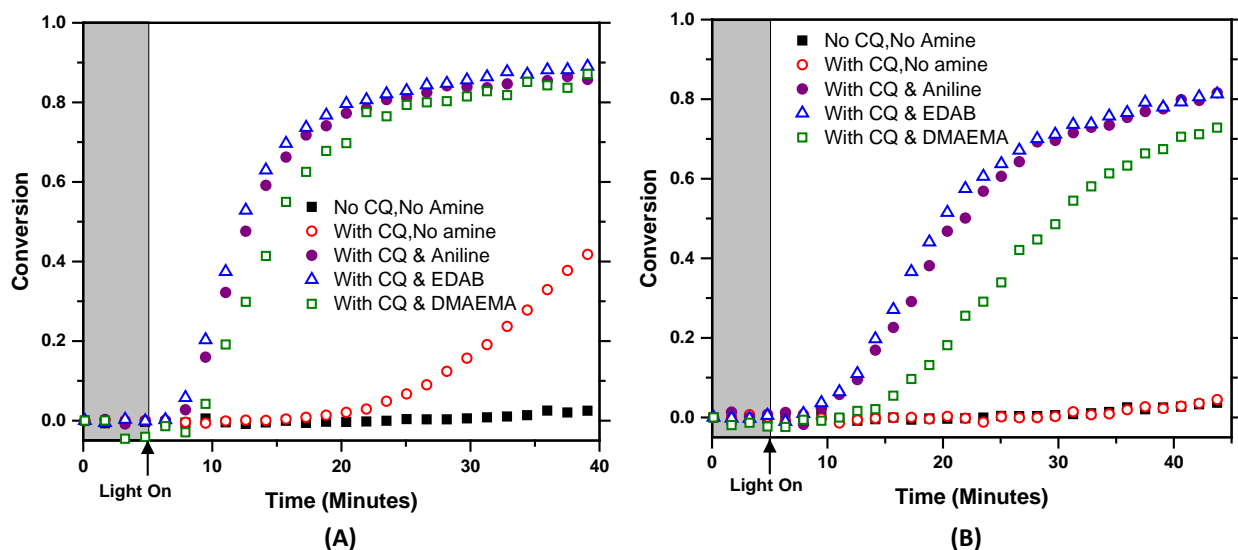 1.0
0.8
0.6
0.4
0.2
0.0
Conversion
No CQ,No Amine
With CQ,No amine
With CQ & Aniline
With CQ & EDAB
With CQ & DMAEMA
0
10
20
30
40
Light On
Time (Minutes)
(A)
1.0
0.8
0.6
0.4
0.2
0.0
Conversion
No CQ,No Amine
With CQ,No amine
With CQ & Aniline
With CQ & EDAB
With CQ & DMAEMA
0
10
20
30
40
Light On
Time (Minutes)
(B)